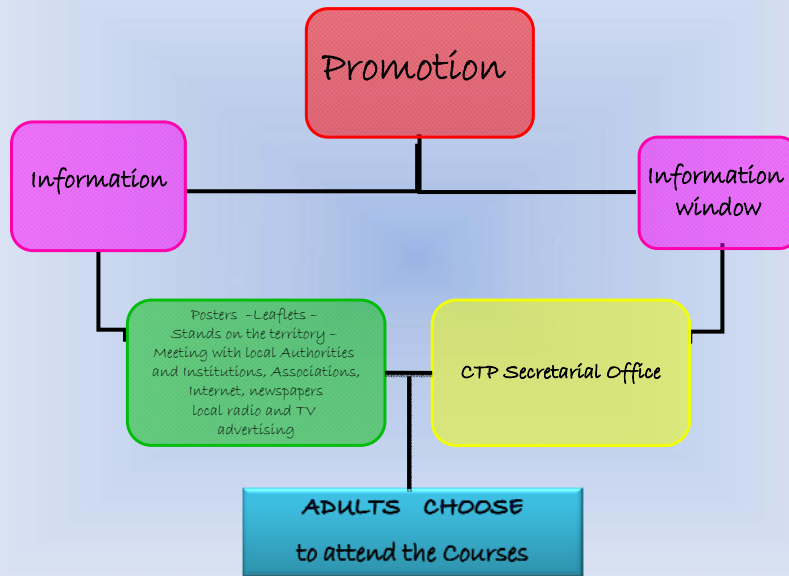 Promotion
Information
Information
window
Posters –Leaflets –
Stands on the territory –
Meeting with local Authorities
and Institutions, Associations,
Internet, newspapers
local radio and TV
advertising
CTP Secretarial Office
ADULTS CHOOSE
to attend the Courses